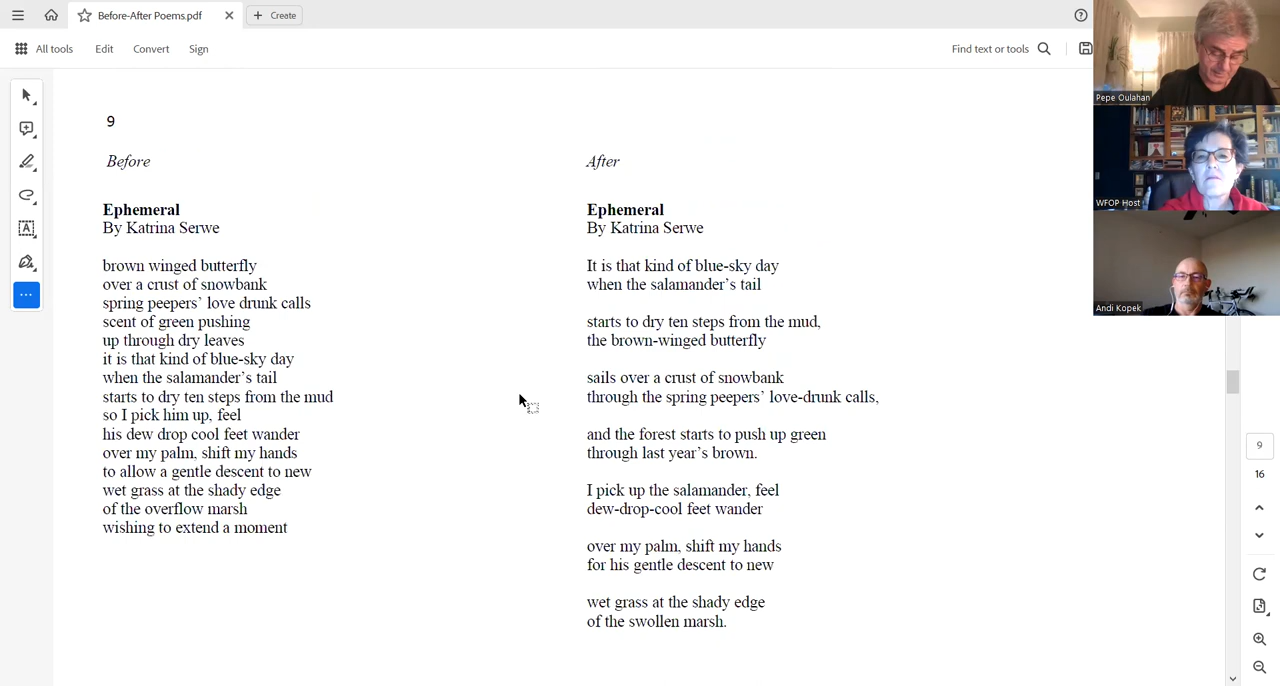 Before-After Poems.pdf
Create
All tools
Edit
Convert
Sign
Find text or tools
Pepe Oulahan
WFOP Host
Andi Kopek
9
Before
Ephemeral
By Katrina Serwe
brown winged butterfly
over a crust of snowbank
spring peepers’ love drunk calls
scent of green pushing
up through dry leaves
it is that kind of blue-sky day
when the salamander’s tail
starts to dry ten steps from the mud
so I pick him up, feel
his dew drop cool feet wander
over my palm, shift my hands
to allow a gentle descent to new
wet grass at the shady edge
of the overflow marsh
wishing to extend a moment
After
Ephemeral
By Katrina Serwe
It is that kind of blue-sky day
when the salamander’s tail
starts to dry ten steps from the mud,
the brown-winged butterfly
sails over a crust of snowbank
through the spring peepers’ love-drunk calls,
and the forest starts to push up green
through last year’s brown.
I pick up the salamander, feel
dew-drop-cool feet wander
over my palm, shift my hands
for his gentle descent to new
wet grass at the shady edge
of the swollen marsh.
9
16